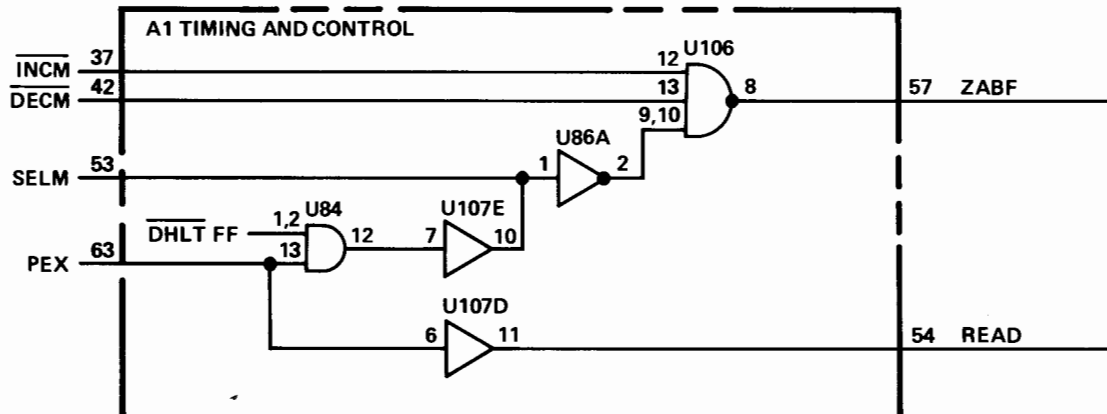 A1 TIMING AND CONTROL
U106
INCM 37 12
DECM 42 13 8 57 ZABF
9,10
U86A
SELM 53 1 2
U84 U107E
DHLT FF 1,2 12 7 10
PEX 63 13
U107D
6 11 54 READ